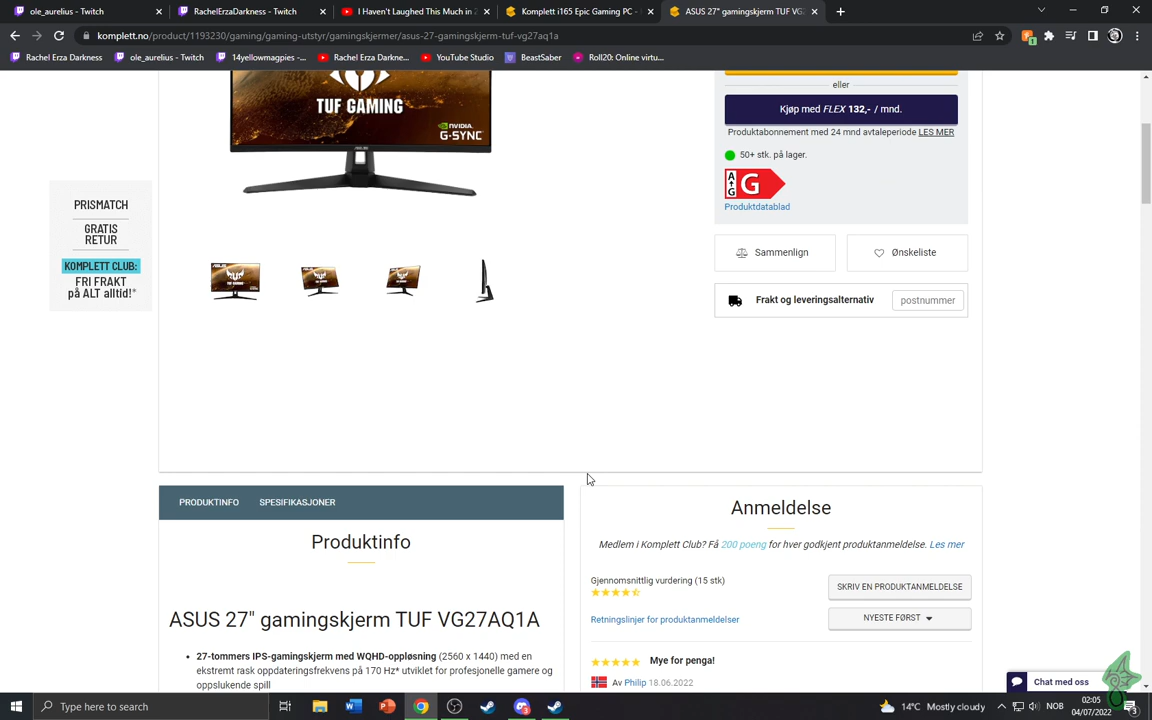 ole_aurelius - Twitch
RachelErzaDarkness - Twitch
I Haven't Laughed This Much in
Komplett i165 Epic Gaming PC -
ASUS 27" gamingskjerm TUF VG
komplett.no/product/1193230/gaming/gaming-utstyr/gamingskjermer/asus-27-gamingskjerm-tuf-vg27aq1a
1
Rachel Erza Darkness
ole_aurelius - Twitch
14yellowmagpies -...
Rachel Erza Darkne...
YouTube Studio
BeastSaber
Roll20: Online virtu...
TUF GAMING
NVIDIA
G-SYNC
ASUS
eller
Kjøp med FLEX 132,- / mnd.
Produktabonnement med 24 mnd avtaleperiode LES MER
50+ stk. på lager.
A
G
G
Produktdatablad
PRISMATCH
GRATIS
RETUR
KOMPLETT CLUB:
FRI FRAKT
på ALT alltid!*
Sammenlign
Ønskeliste
Frakt og leveringsalternativ
postnummer
PRODUKTINFO
SPESIFIKASJONER
Produktinfo
ASUS 27" gamingskjerm TUF VG27AQ1A
• 27-tommers IPS-gamingskjerm med WQHD-oppløsning (2560 x 1440) med en
ekstremt rask oppdateringsfrekvens på 170 Hz* utviklet for profesjonelle gamere og
oppslukende spill
Anmeldelse
Medlem i Komplett Club? Få 200 poeng for hver godkjent produktanmeldelse. Les mer
Gjennomsnittlig vurdering (15 stk)
SKRIV EN PRODUKTANMELDELSE
Retningslinjer for produktanmeldelser
NYESTE FØRST
Mye for penga!
Av Philip 18.06.2022
Chat med oss
Type here to search
14°C Mostly cloudy
NOB
02:05
04/07/2022
3